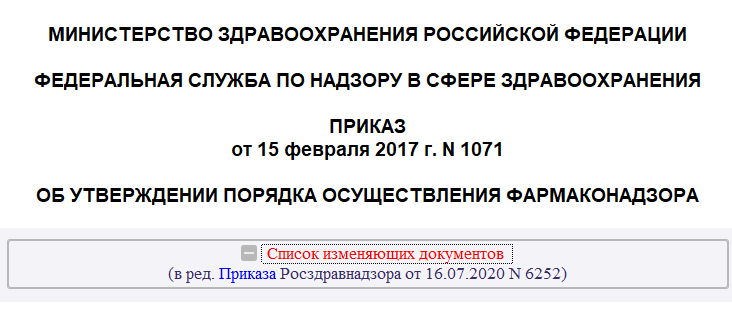 МИНИСТЕРСТВО ЗДРАВООХРАНЕНИЯ РОССИЙСКОЙ ФЕДЕРАЦИИ
ФЕДЕРАЛЬНАЯ СЛУЖБА ПО НАДЗОРУ В СФЕРЕ ЗДРАВООХРАНЕНИЯ
ПРИКАЗ
от 15 февраля 2017 г. N 1071
ОБ УТВЕРЖДЕНИИ ПОРЯДКА ОСУЩЕСТВЛЕНИЯ ФАРМАКОНАДЗОРА
Список изменяющих документов
(в ред. Приказа Росздравнадзора от 16.07.2020 N 6252)